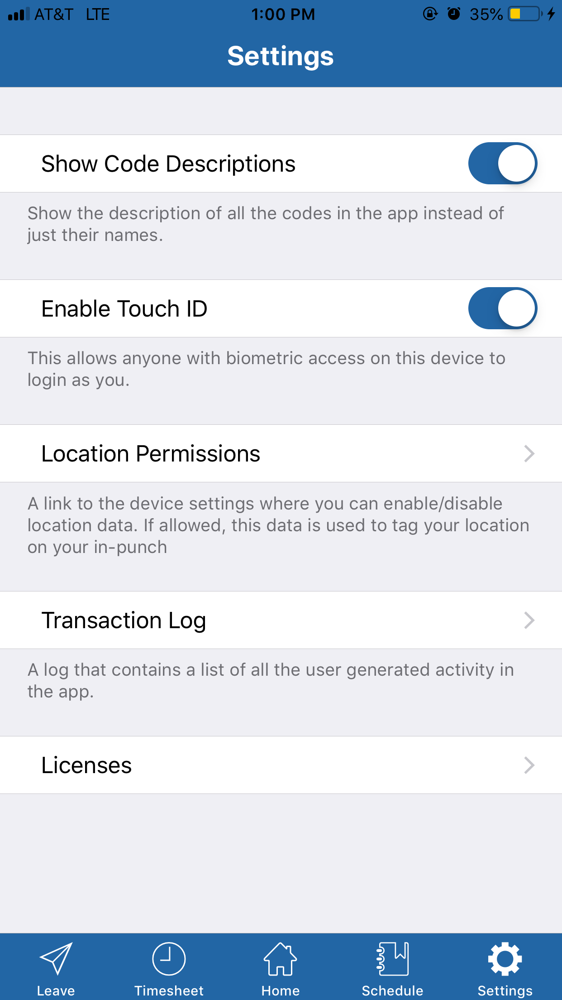 AT&T LTE 1:00 PM 35%
Settings
Show Code Descriptions
Show the description of all the codes in the app instead of
just their names.
Enable Touch ID
This allows anyone with biometric access on this device to
login as you.
Location Permissions
A link to the device settings where you can enable/disable
location data. If allowed, this data is used to tag your location
on your in-punch
Transaction Log
A log that contains a list of all the user generated activity in
the app.
Licenses
Leave Timesheet Home Schedule Settings